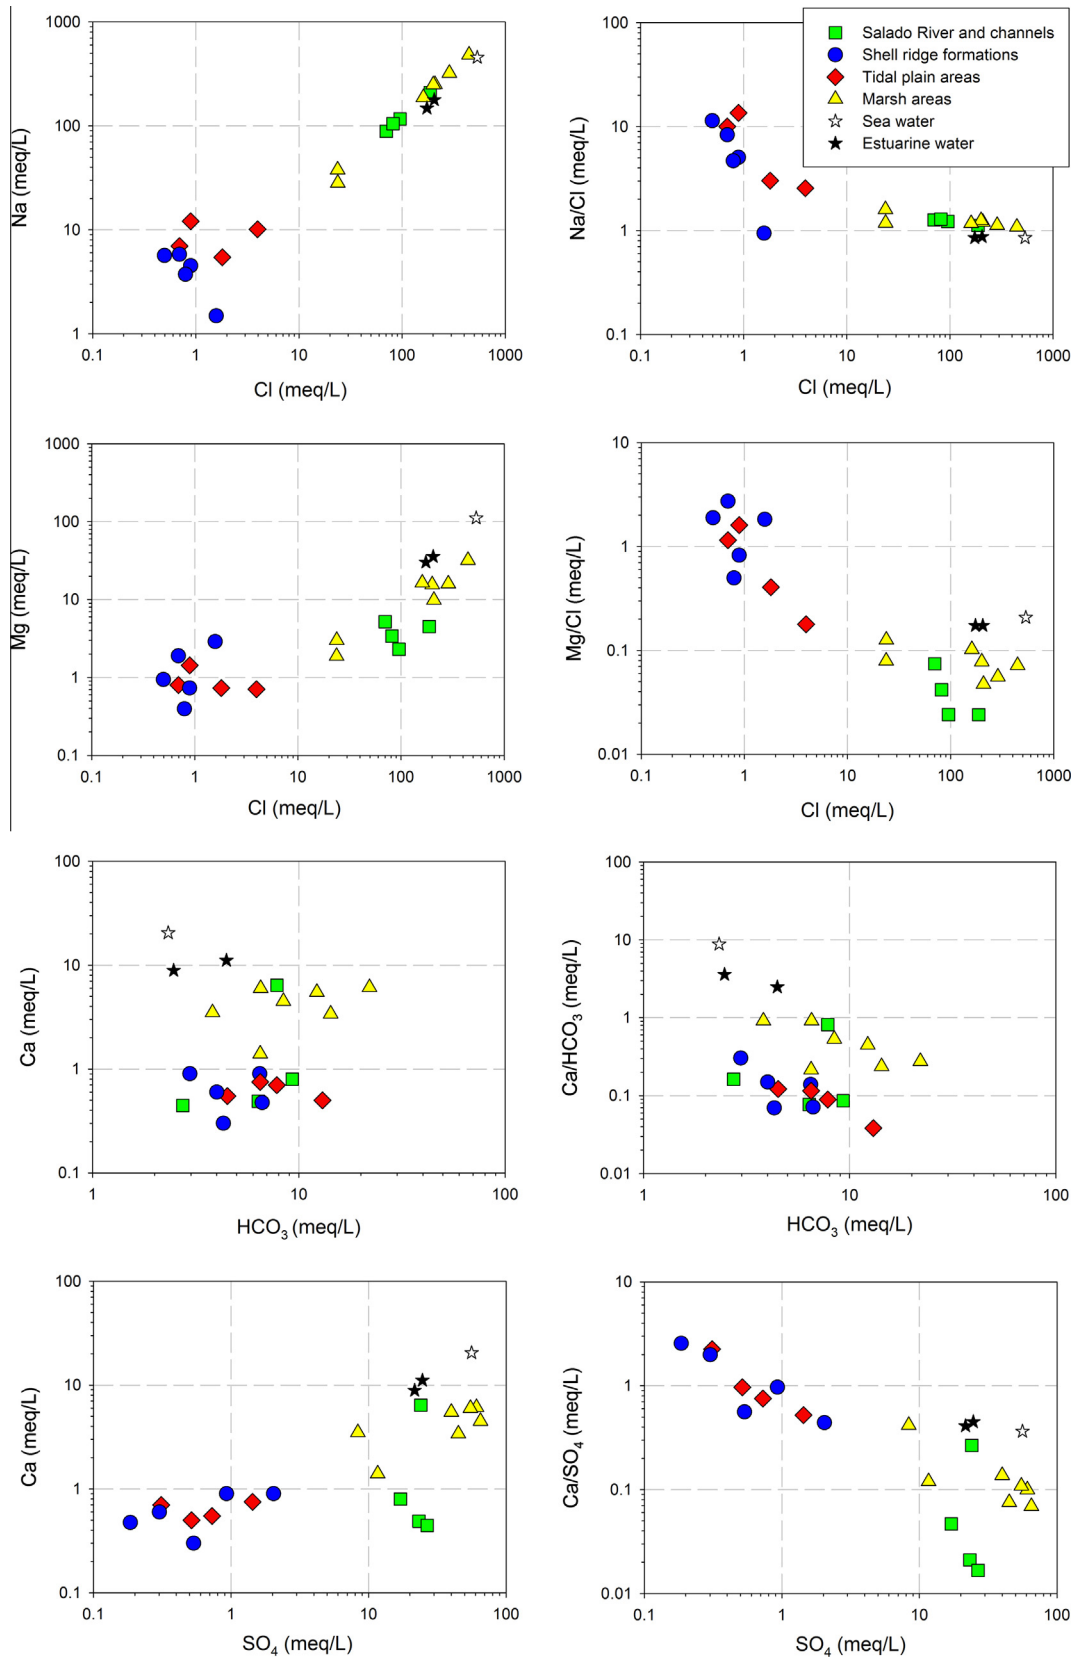 1000
100
10
1
0.1
Na (meq/L)
0.1 1 10 100 1000
Cl (meq/L)
100
10
1
0.1
Na/Cl (meq/L)
0.1 1 10 100 1000
Cl (meq/L)
Salado River and channels
Shell ridge formations
Tidal plain areas
Marsh areas
Sea water
Estuarine water
1000
100
10
1
0.1
Mg (meq/L)
0.1 1 10 100 1000
Cl (meq/L)
10
1
0.1
0.01
Mg/Cl (meq/L)
0.1 1 10 100 1000
Cl (meq/L)
100
10
1
0.1
Ca (meq/L)
1 10 100
HCO₃ (meq/L)
100
10
1
0.1
0.01
Ca/HCO₃ (meq/L)
1 10 100
HCO₃ (meq/L)
100
10
1
0.1
Ca (meq/L)
0.1 1 10 100
SO₄ (meq/L)
10
1
0.1
0.01
Ca/SO₄ (meq/L)
0.1 1 10 100
SO₄ (meq/L)